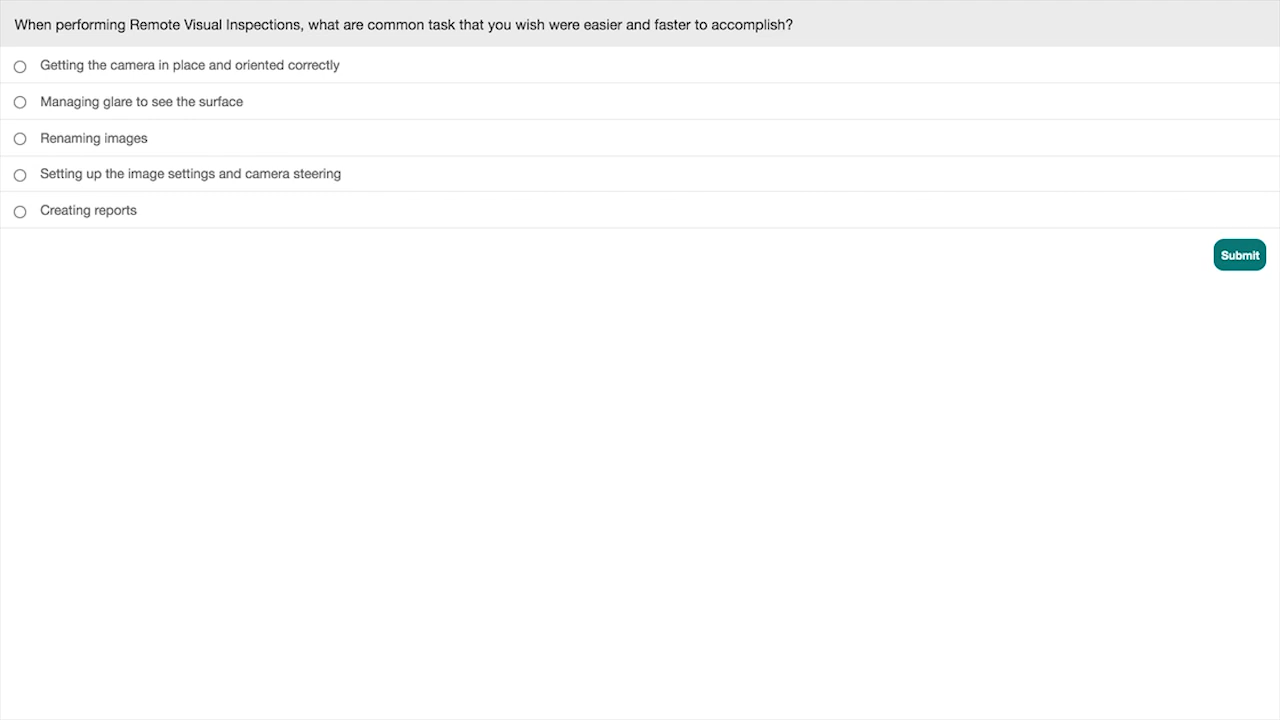 When performing Remote Visual Inspections, what are common task that you wish were easier and faster to accomplish?
Getting the camera in place and oriented correctly
Managing glare to see the surface
Renaming images
Setting up the image settings and camera steering
Creating reports
Submit